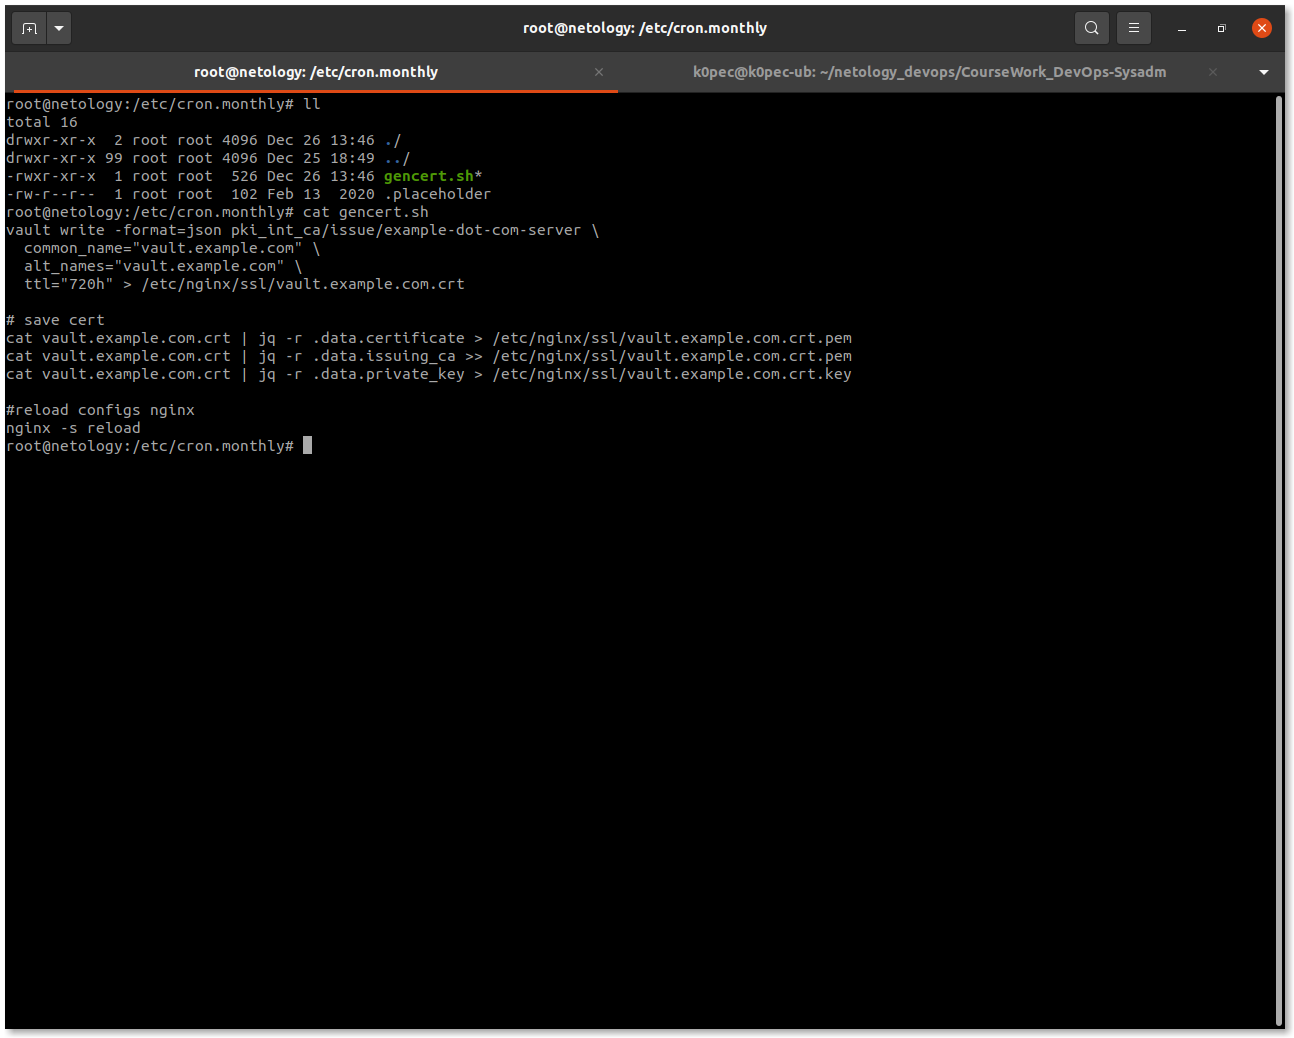 root@netology: /etc/cron.monthly
root@netology: /etc/cron.monthly
k0pec@k0pec-ub: ~/netology_devops/CourseWork_DevOps-Sysadm
root@netology:/etc/cron.monthly# ll
total 16
drwxr-xr-x  2 root root 4096 Dec 26 13:46 ./
drwxr-xr-x 99 root root 4096 Dec 25 18:49 ../
-rwxr-xr-x  1 root root  526 Dec 26 13:46 gencert.sh*
-rw-r--r--  1 root root  102 Feb 13  2020 .placeholder
root@netology:/etc/cron.monthly# cat gencert.sh
vault write -format=json pki_int_ca/issue/example-dot-com-server \
  common_name="vault.example.com" \
  alt_names="vault.example.com" \
  ttl="720h" > /etc/nginx/ssl/vault.example.com.crt

# save cert
cat vault.example.com.crt | jq -r .data.certificate > /etc/nginx/ssl/vault.example.com.crt.pem
cat vault.example.com.crt | jq -r .data.issuing_ca >> /etc/nginx/ssl/vault.example.com.crt.pem
cat vault.example.com.crt | jq -r .data.private_key > /etc/nginx/ssl/vault.example.com.crt.key

#reload configs nginx
nginx -s reload
root@netology:/etc/cron.monthly#